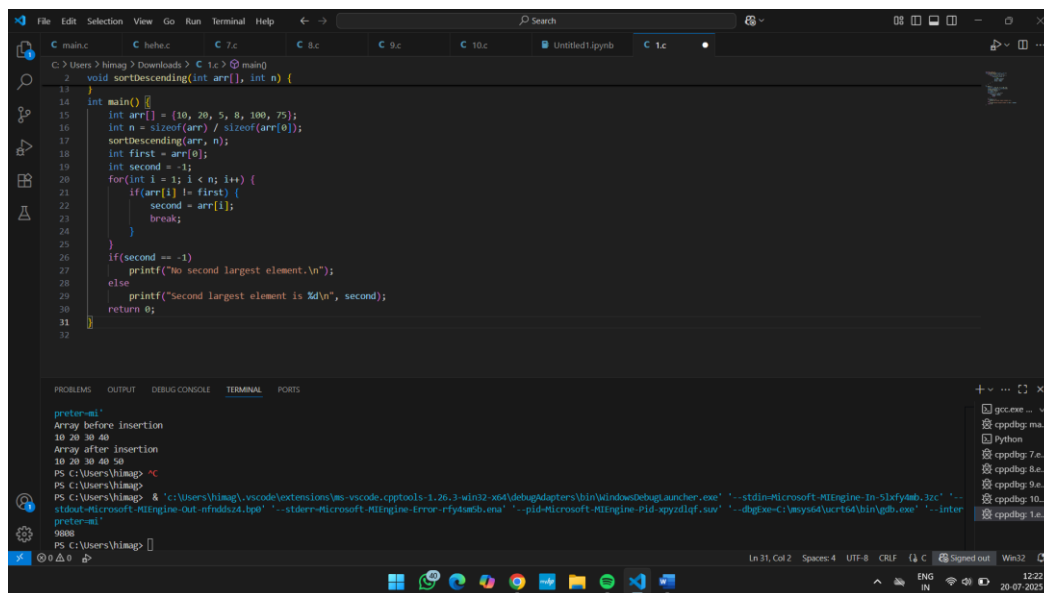 File Edit Selection View Go Run Terminal Help
Search
main.c
hehe.c
7.c
8.c
9.c
10.c
Untitled1.ipynb
1.c
C: > Users > himag > Downloads > C 1.c > main()
2 void sortDescending(int arr[], int n) {
13 }
14 int main() {
15 int arr[] = {10, 20, 5, 8, 100, 75};
16 int n = sizeof(arr) / sizeof(arr[0]);
17 sortDescending(arr, n);
18 int first = arr[0];
19 int second = -1;
20 for(int i = 1; i < n; i++) {
21 if(arr[i] != first) {
22 second = arr[i];
23 break;
24 }
25 }
26 if(second == -1)
27 printf("No second largest element.\n");
28 else
29 printf("Second largest element is %d\n", second);
30 return 0;
31 }
32
PROBLEMS OUTPUT DEBUG CONSOLE TERMINAL PORTS
preter=mi'
Array before insertion
10 20 30 40
Array after insertion
10 20 30 40 50
PS C:\Users\himag> ^C
PS C:\Users\himag>
PS C:\Users\himag> & 'c:\Users\himag\.vscode\extensions\ms-vscode.cpptools-1.26.3-win32-x64\debugAdapters\bin\WindowsDebugLauncher.exe' '--stdin=Microsoft-MIEngine-In-5lxfy4mb.3zc' '--
stdout=Microsoft-MIEngine-Out-nfnddsz4.bp0' '--stderr=Microsoft-MIEngine-Error-rfy4sm5b.ena' '--pid=Microsoft-MIEngine-Pid-xpyzdlqf.suv' '--dbgExe=C:\msys64\ucrt64\bin\gdb.exe' '--inter
preter=mi'
9808
PS C:\Users\himag>
gcc.exe ...
cppdbg: ma..
Python
cppdbg: 7.e..
cppdbg: 8.e..
cppdbg: 9.e..
cppdbg: 10...
cppdbg: 1.e..
0 0 0
Ln 31, Col 2 Spaces: 4 UTF-8 CRLF {} C Signed out Win32
40
ENG
IN
12:22
20-07-2025